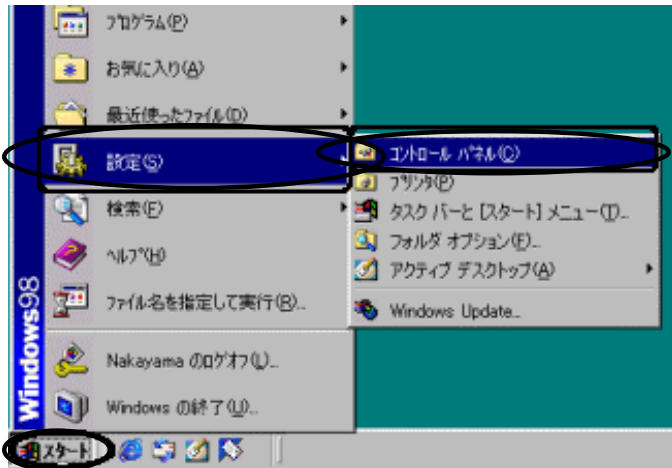 プログラム(P)
お気に入り(A)
最近使ったファイル(D)
設定(S)
検索(F)
ヘルプ(H)
ファイル名を指定して実行(R)...
Nakayama のログオフ(L)...
Windows の終了(U)...
コントロール パネル(C)
プリンタ(P)
タスク バーと [スタート] メニュー(T)...
フォルダ オプション(F)...
アクティブ デスクトップ(A)
Windows Update...
Windows98
スタート